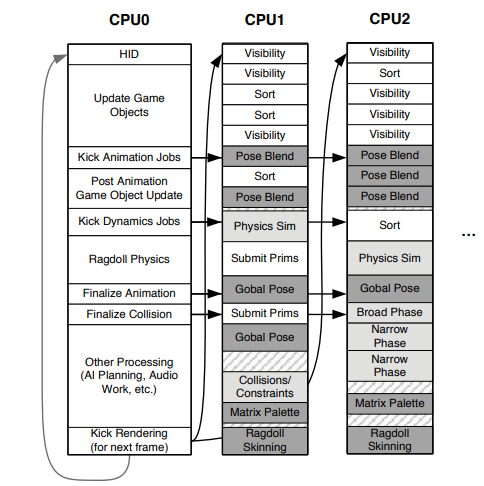 CPU0
HID
Update Game
Objects
Kick Animation Jobs
Post Animation
Game Object Update
Kick Dynamics Jobs
Ragdoll Physics
Finalize Animation
Finalize Collision
Other Processing
(AI Planning, Audio
Work, etc.)
Kick Rendering
(for next frame)
CPU1
Visibility
Visibility
Sort
Sort
Visibility
Pose Blend
Sort
Pose Blend
Physics Sim
Submit Prims
Gobal Pose
Submit Prims
Gobal Pose
Collisions/
Constraints
Matrix Palette
Ragdoll
Skinning
CPU2
Visibility
Sort
Visibility
Visibility
Visibility
Pose Blend
Pose Blend
Pose Blend
Sort
Physics Sim
Gobal Pose
Broad Phase
Narrow
Phase
Narrow
Phase
Matrix Palette
Ragdoll
Skinning
...